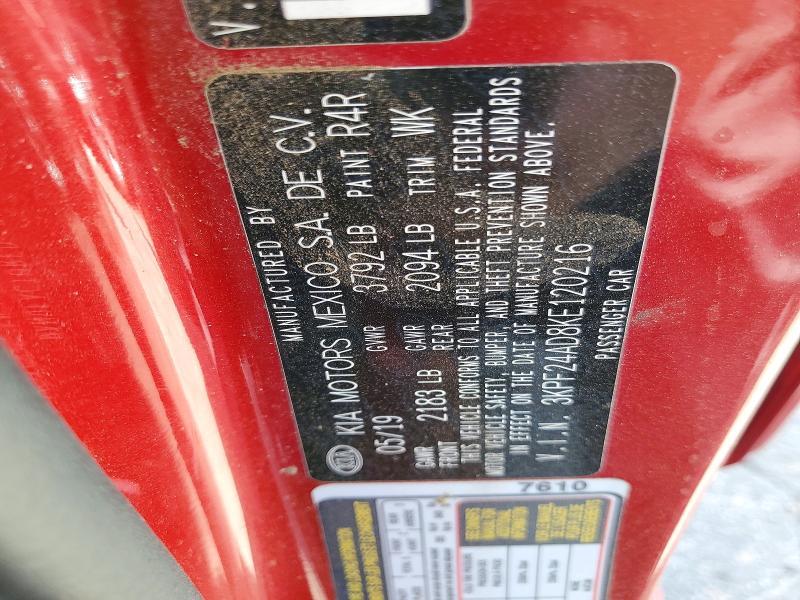 V.
MANUFACTURED BY
KIA KIA MOTORS MEXICO S.A. DE C.V.
05/19 GVWR 3792 LB PAINT R4R
GAWR FRONT 2183 LB GAWR REAR 2094 LB TRIM WK
THIS VEHICLE CONFORMS TO ALL APPLICABLE U.S.A. FEDERAL
MOTOR VEHICLE SAFETY, BUMPER, AND THEFT PREVENTION STANDARDS
IN EFFECT ON THE DATE OF MANUFACTURE SHOWN ABOVE.
V.I.N. 3KPF24AD8KE120216
PASSENGER CAR
7610